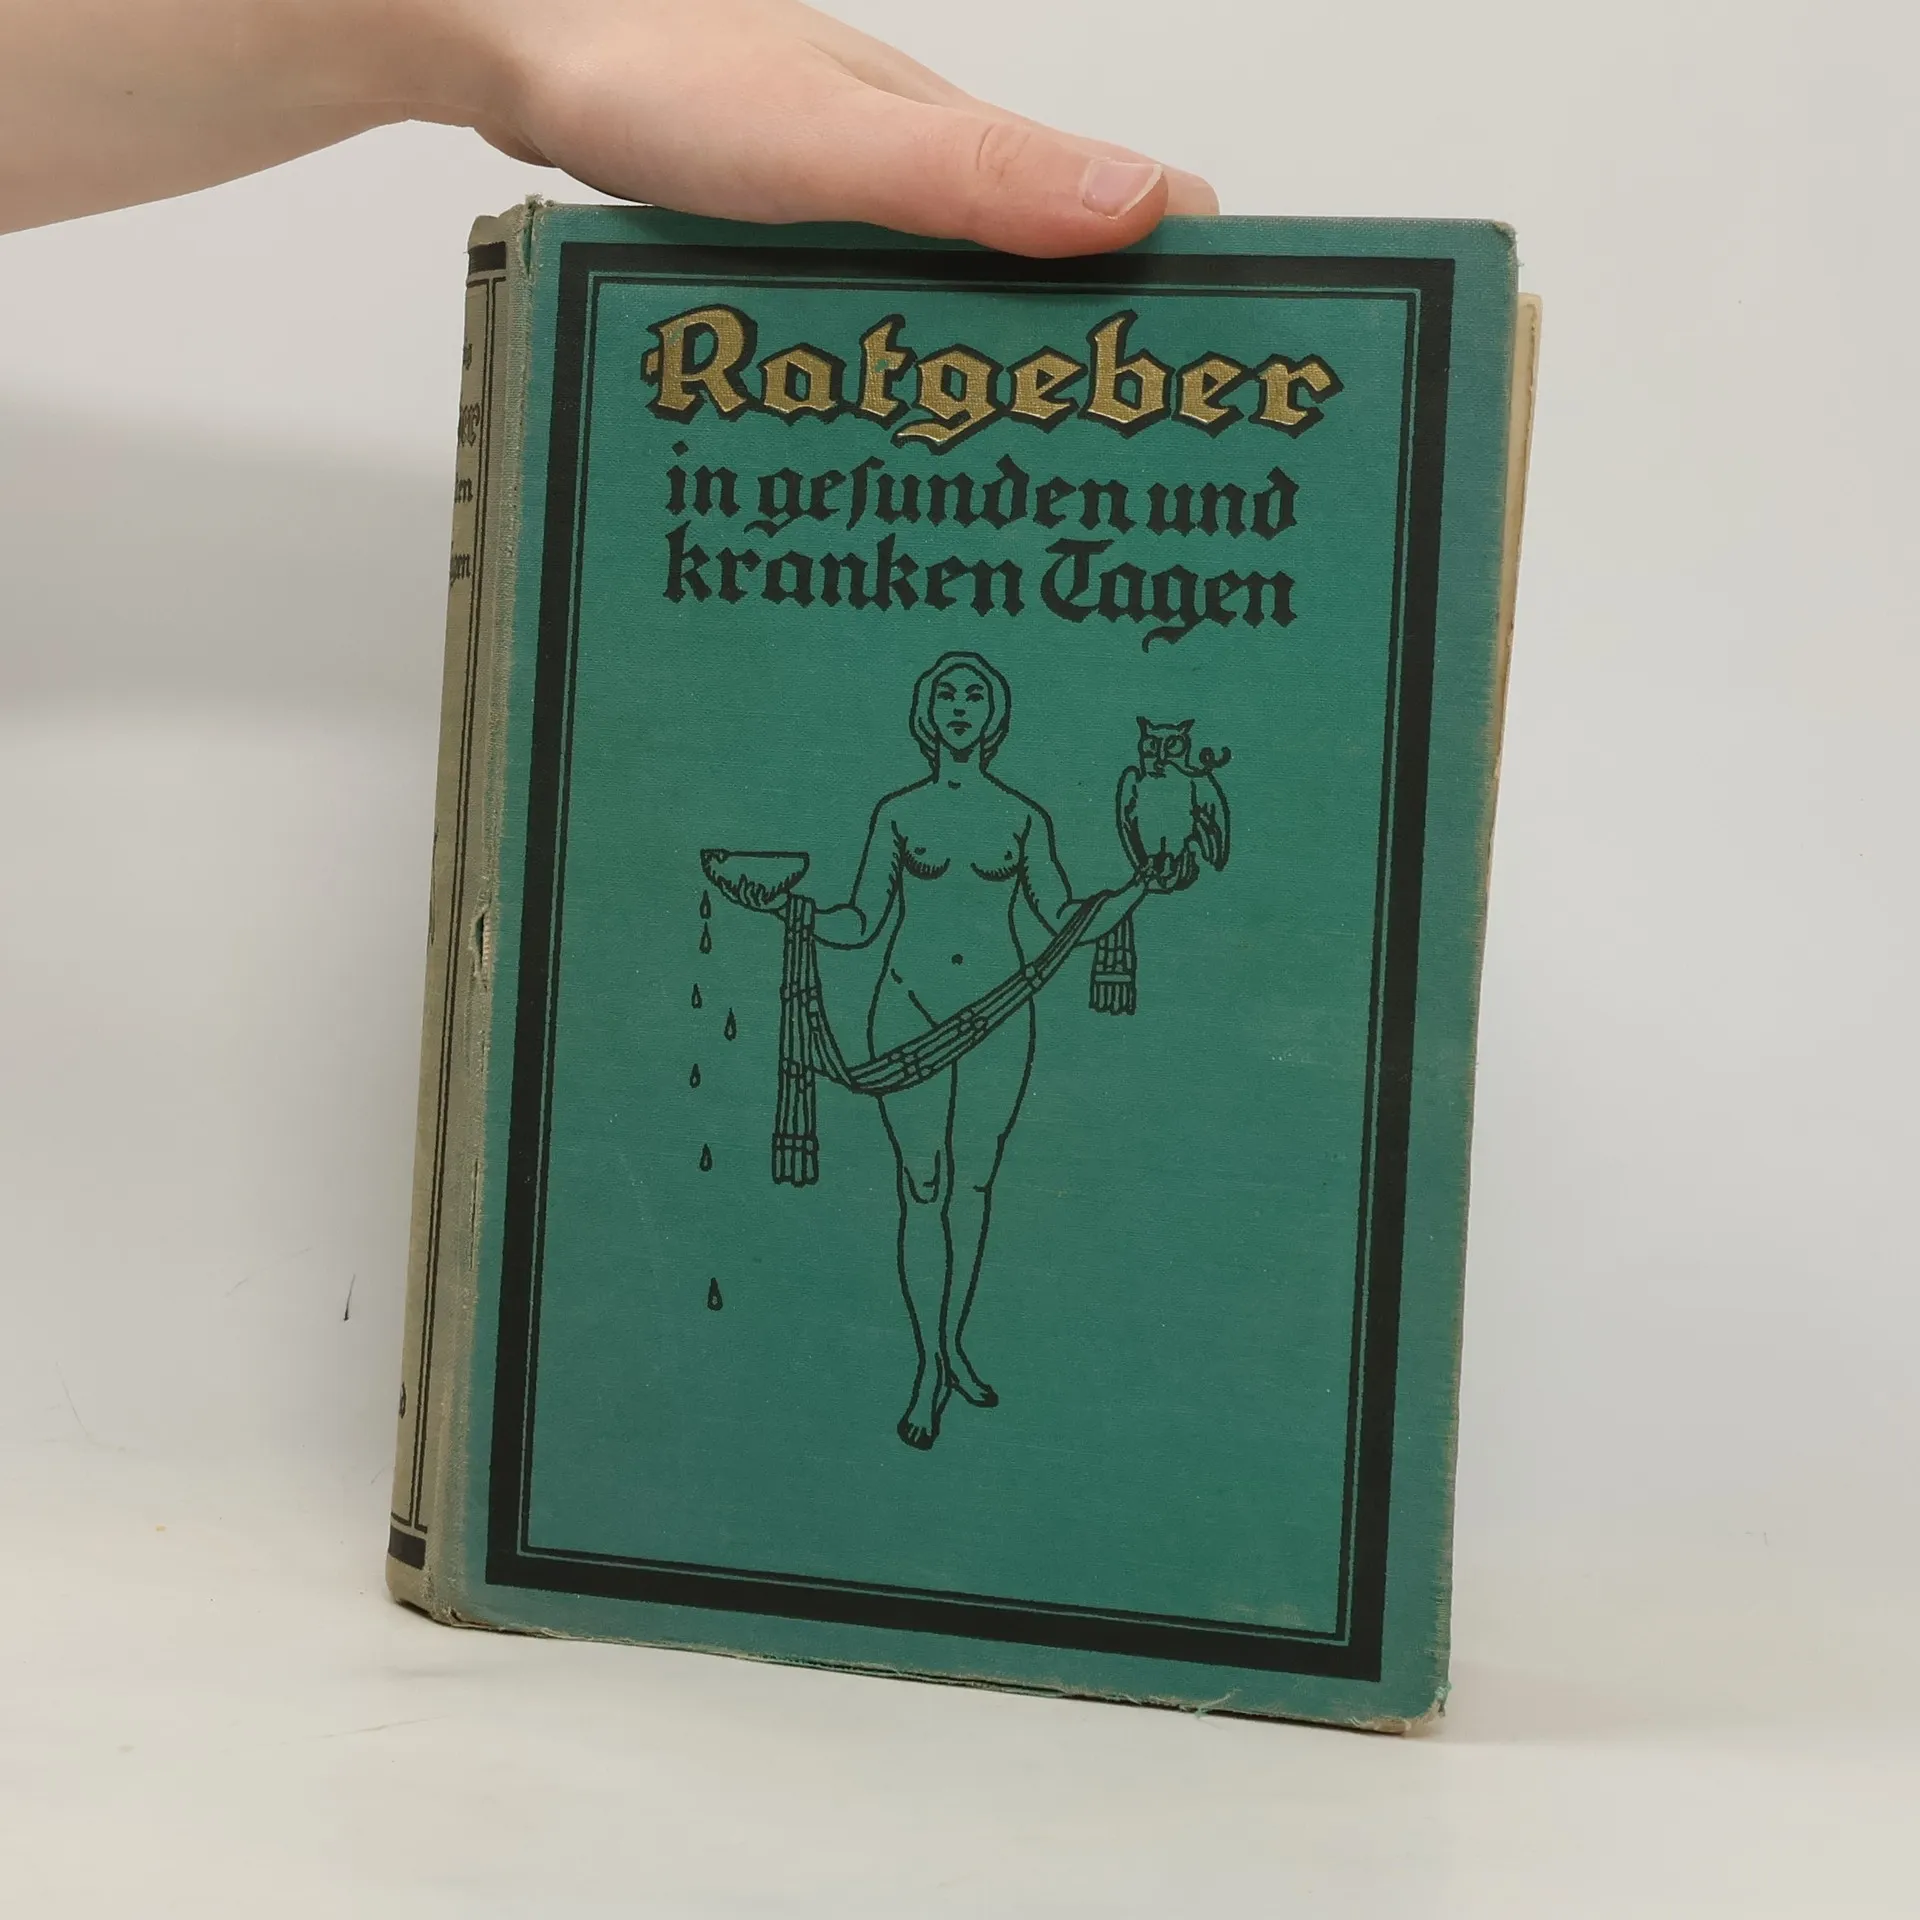 Ratgeber
in gesunden und
kranken Tagen